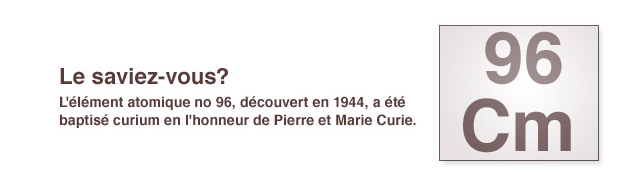 Le saviez-vous?
L'élément atomique no 96, découvert en 1944, a été
baptisé curium en l'honneur de Pierre et Marie Curie.
96
Cm